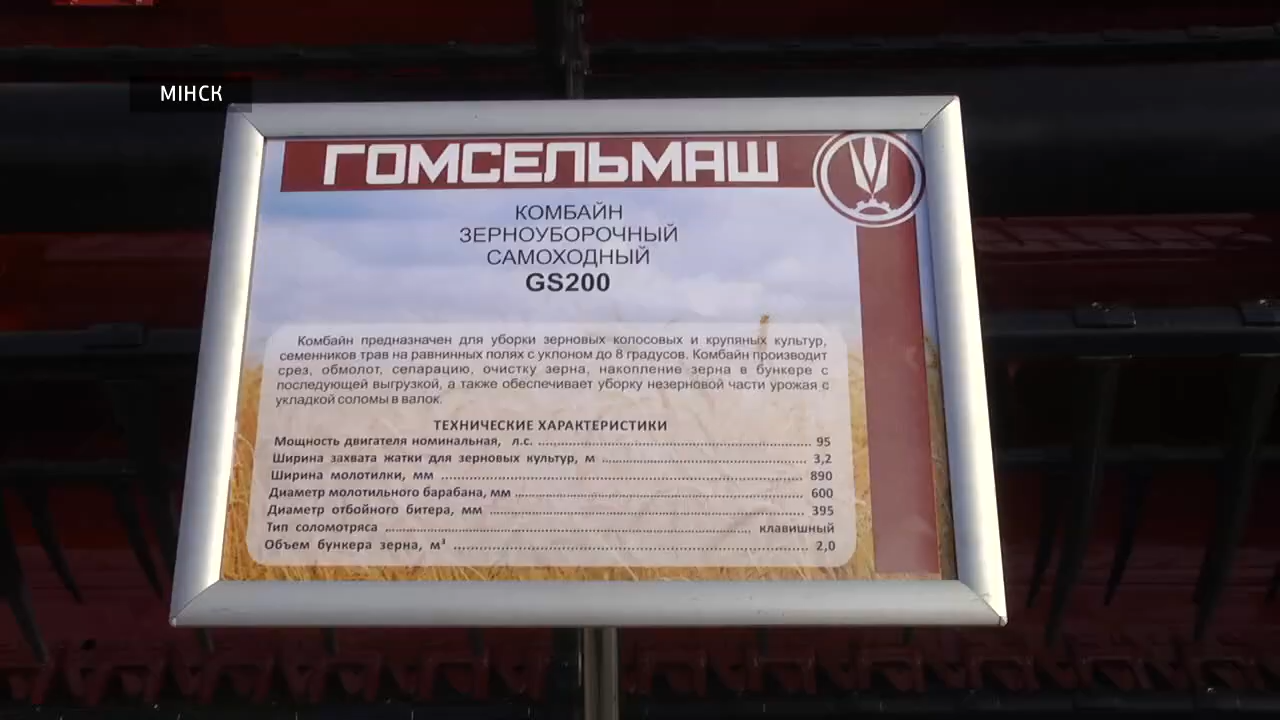 МІНСК
ГОМСЕЛЬМАШ
КОМБАЙН
ЗЕРНОУБОРОЧНЫЙ
САМОХОДНЫЙ
GS200
Комбайн предназначен для уборки зерновых колосовых и крупяных культур,
семенников трав на равнинных полях с уклоном до 8 градусов. Комбайн производит
срез, обмолот, сепарацию, очистку зерна, накопление зерна в бункере с
последующей выгрузкой, а также обеспечивает уборку незерновой части урожая с
укладкой соломы в валок.
ТЕХНИЧЕСКИЕ ХАРАКТЕРИСТИКИ
Мощность двигателя номинальная, л.с. 95
Ширина захвата жатки для зерновых культур, м 3,2
Ширина молотилки, мм 890
Диаметр молотильного барабана, мм 600
Диаметр отбойного битера, мм 395
Тип соломотряса клавишный
Объем бункера зерна, м³ 2,0